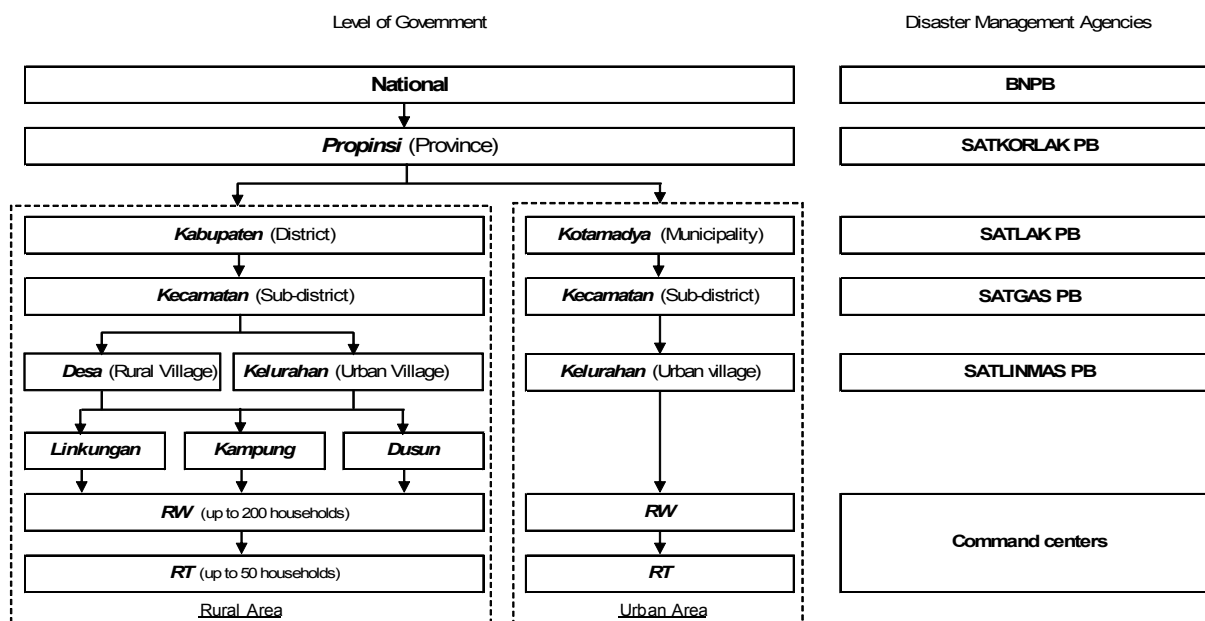 Level of Government
Disaster Management Agencies
National
BNPB
Propinsi (Province)
SATKORLAK PB
Kabupaten (District)
Kotamadya (Municipality)
SATLAK PB
Kecamatan (Sub-district)
Kecamatan (Sub-district)
SATGAS PB
Desa (Rural Village)
Kelurahan (Urban Village)
Kelurahan (Urban village)
SATLINMAS PB
Linkungan
Kampung
Dusun
RW (up to 200 households)
RW
Command centers
RT (up to 50 households)
RT
Rural Area
Urban Area